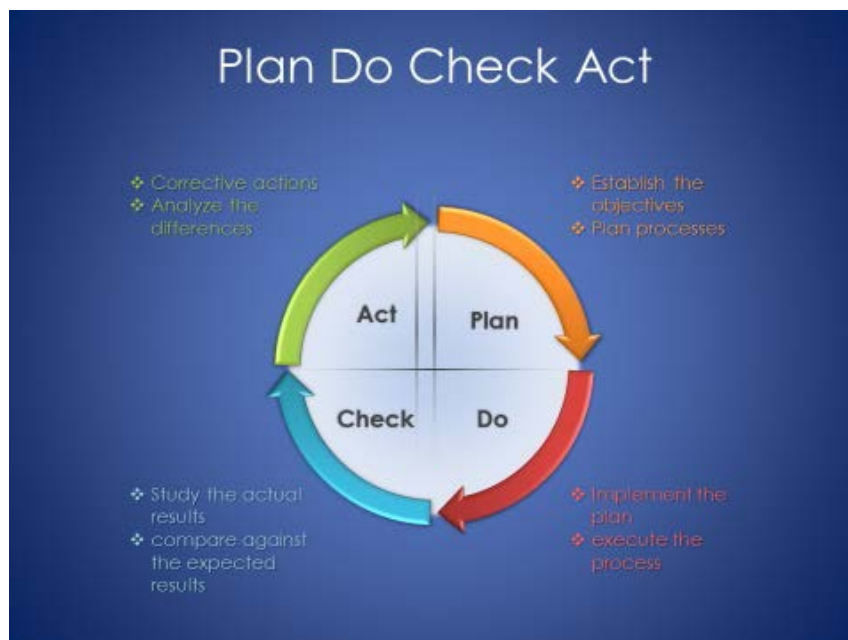 Plan Do Check Act
❖ Corrective actions
❖ Analyze the
differences
❖ Establish the
objectives
❖ Plan processes
Act
Plan
Check
Do
❖ Study the actual
results
❖ compare against
the expected
results
❖ Implement the
plan
❖ execute the
process